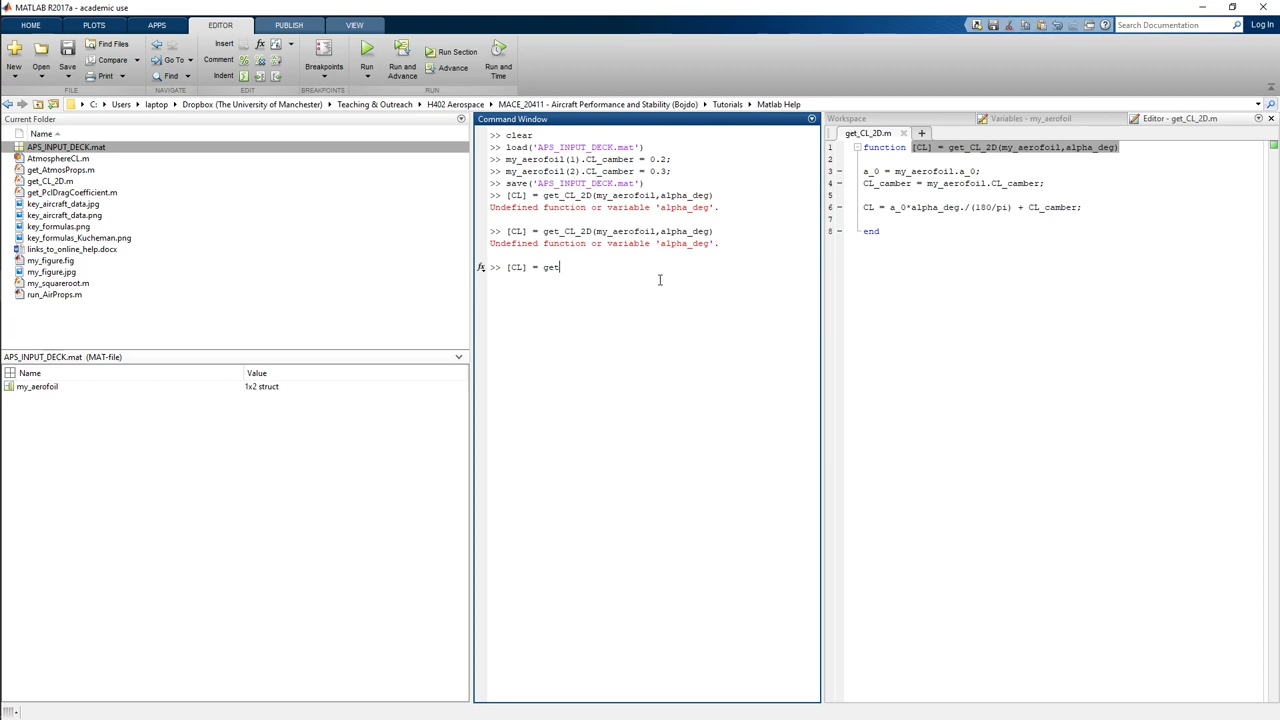 MATLAB R2017a - academic use
HOME PLOTS APPS EDITOR PUBLISH VIEW
Search Documentation Log In
New Open Save Find Files Compare Print
Insert fx
Comment
Indent
Go To
Find
Breakpoints Run Run and Advance Run Section Advance Run and Time
FILE NAVIGATE EDIT BREAKPOINTS RUN
C: Users laptop Dropbox (The University of Manchester) Teaching & Outreach H402 Aerospace MACE_20411 - Aircraft Performance and Stability (Bojdo) Tutorials Matlab Help
Current Folder
Name
APS_INPUT_DECK.mat
AtmosphereCL.m
get_AtmosProps.m
get_CL_2D.m
get_PclDragCoefficient.m
key_aircraft_data.jpg
key_aircraft_data.png
key_formulas.png
key_formulas_Kucheman.png
links_to_online_help.docx
my_figure.fig
my_figure.jpg
my_squareroot.m
run_AirProps.m
APS_INPUT_DECK.mat (MAT-file)
Name Value
my_aerofoil 1x2 struct
Command Window
>> clear
>> load('APS_INPUT_DECK.mat')
>> my_aerofoil(1).CL_camber = 0.2;
>> my_aerofoil(2).CL_camber = 0.3;
>> save('APS_INPUT_DECK.mat')
>> [CL] = get_CL_2D(my_aerofoil,alpha_deg)
Undefined function or variable 'alpha_deg'.
>> [CL] = get_CL_2D(my_aerofoil,alpha_deg)
Undefined function or variable 'alpha_deg'.
fx >> [CL] = get
Workspace Variables - my_aerofoil Editor - get_CL_2D.m
get_CL_2D.m
1 function [CL] = get_CL_2D(my_aerofoil,alpha_deg)
2
3 a_0 = my_aerofoil.a_0;
4 CL_camber = my_aerofoil.CL_camber;
5
6 CL = a_0*alpha_deg./(180/pi) + CL_camber;
7
8 end